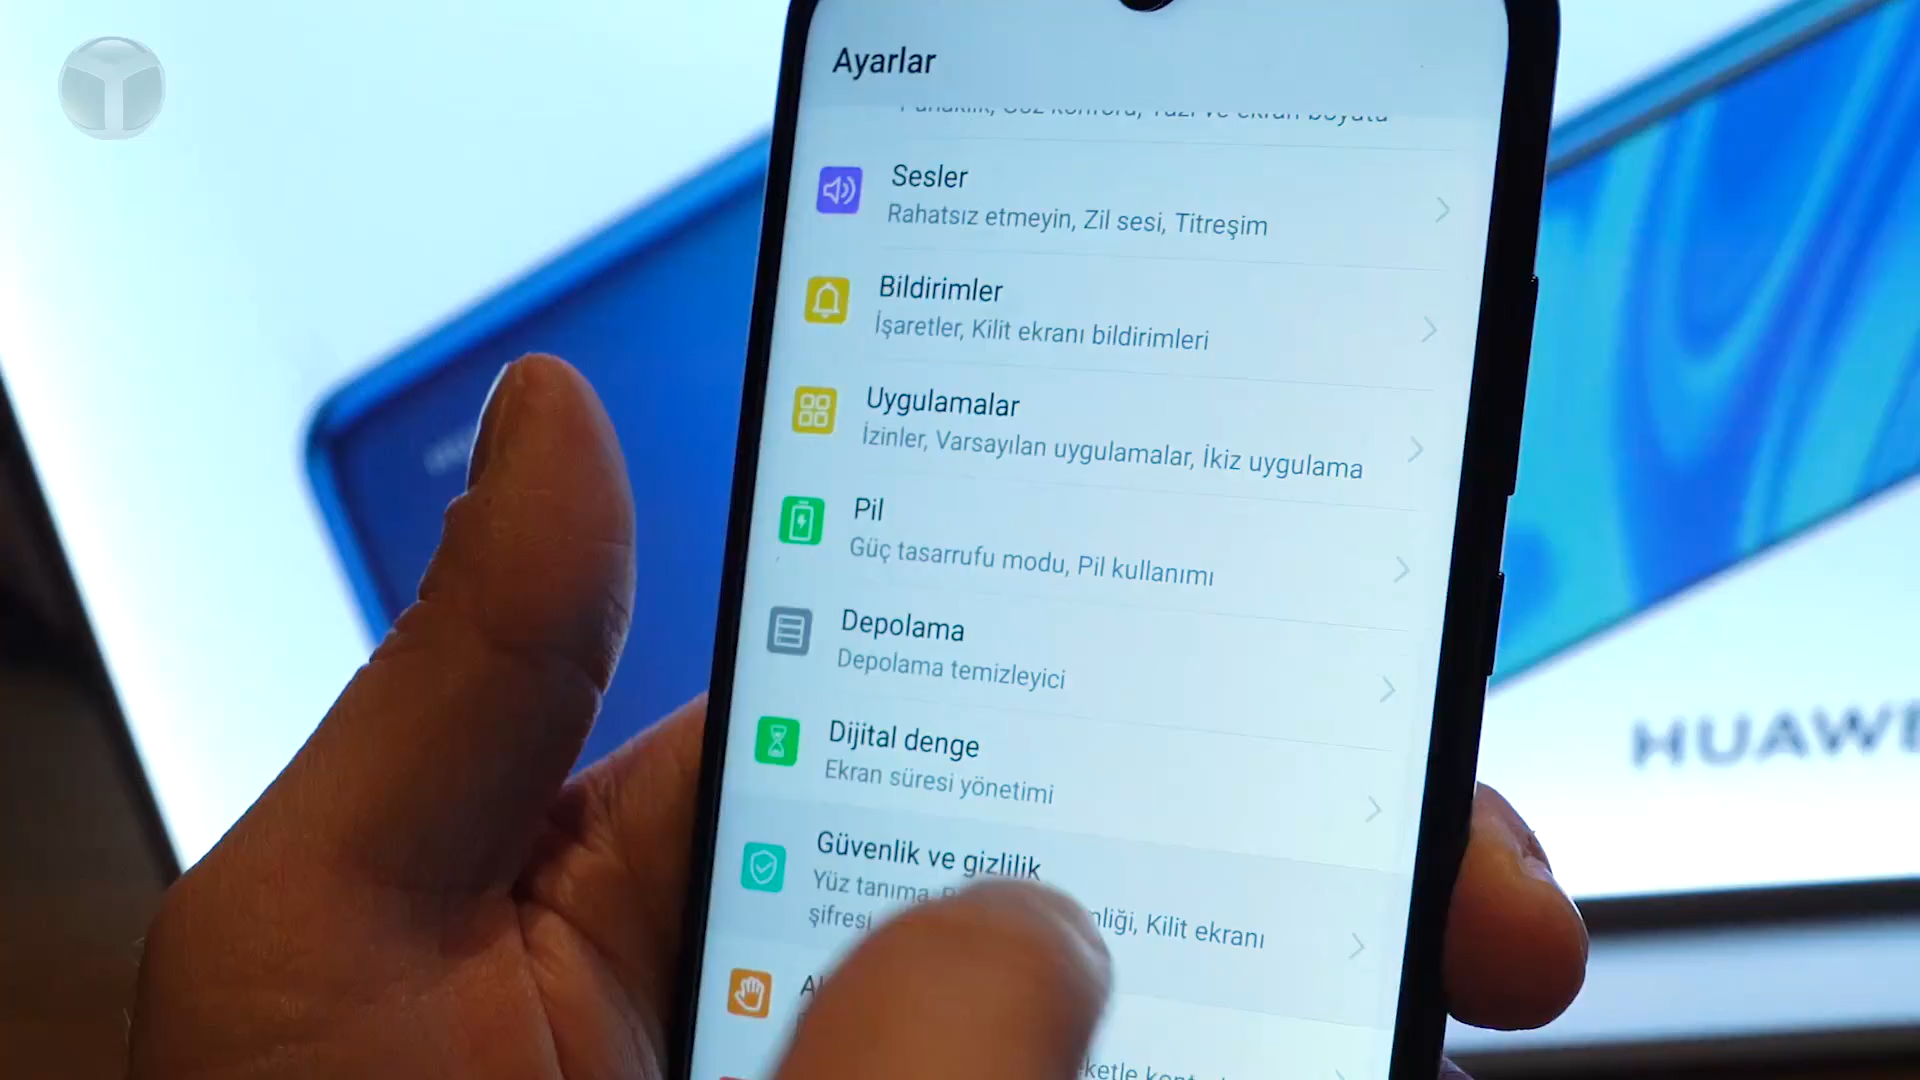 Ayarlar
Sesler
Rahatsız etmeyin, Zil sesi, Titreşim
Bildirimler
İşaretler, Kilit ekranı bildirimleri
Uygulamalar
İzinler, Varsayılan uygulamalar, İkiz uygulama
Pil
Güç tasarrufu modu, Pil kullanımı
Depolama
Depolama temizleyici
Dijital denge
Ekran süresi yönetimi
Güvenlik ve gizlilik
Yüz tanıma, Kilit ekranı
şifresi
HUAWE